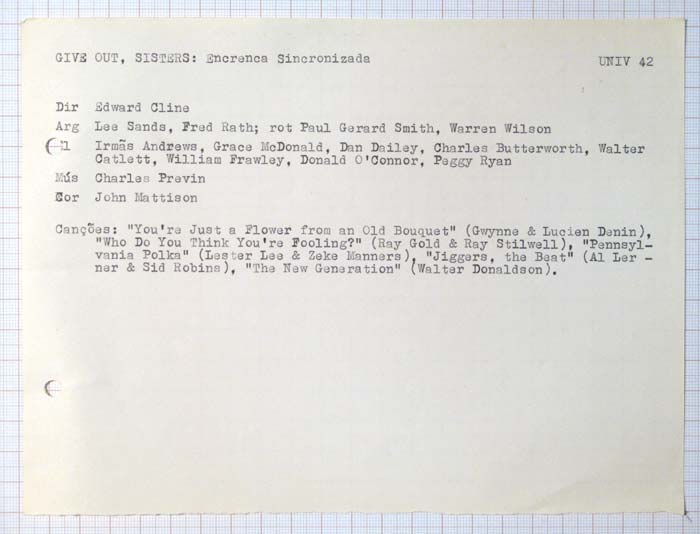 GIVE OUT, SISTERS: Encrenca Sincronizada UNIV 42
Dir Edward Cline
Arg Lee Sands, Fred Rath; rot Paul Gerard Smith, Warren Wilson
El Irmãs Andrews, Grace McDonald, Dan Dailey, Charles Butterworth, Walter
Catlett, William Frawley, Donald O'Connor, Peggy Ryan
Mús Charles Previn
Cor John Mattison
Canções: "You're Just a Flower from an Old Bouquet" (Gwynne & Lucien Denin),
"Who Do You Think You're Fooling?" (Ray Gold & Ray Stilwell), "Pennsyl-
vania Polka" (Lester Lee & Zeke Manners), "Jiggers, the Beat" (Al Ler -
ner & Sid Robins), "The New Generation" (Walter Donaldson).